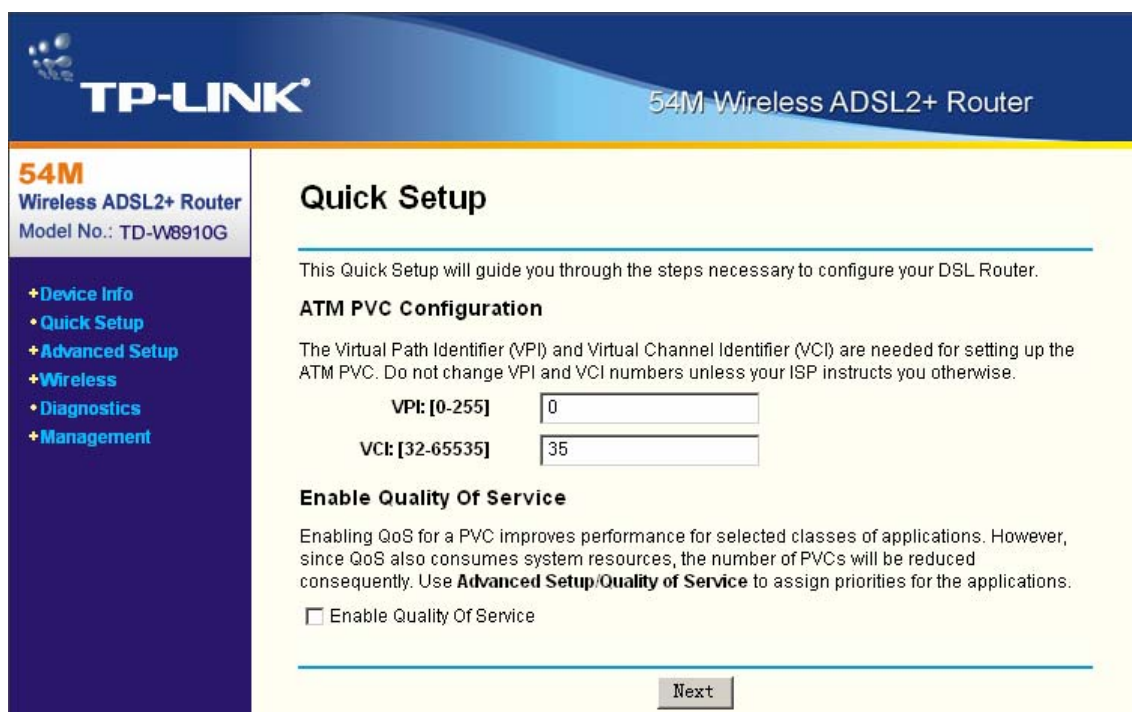 TP-LINK
54M Wireless ADSL2+ Router
54M
Wireless ADSL2+ Router
Model No.: TD-W8910G
+Device Info
•Quick Setup
+Advanced Setup
+Wireless
•Diagnostics
+Management
Quick Setup
This Quick Setup will guide you through the steps necessary to configure your DSL Router.
ATM PVC Configuration
The Virtual Path Identifier (VPI) and Virtual Channel Identifier (VCI) are needed for setting up the
ATM PVC. Do not change VPI and VCI numbers unless your ISP instructs you otherwise.
VPI: [0-255] 0
VCI: [32-65535] 35
Enable Quality Of Service
Enabling QoS for a PVC improves performance for selected classes of applications. However,
since QoS also consumes system resources, the number of PVCs will be reduced
consequently. Use Advanced Setup/Quality of Service to assign priorities for the applications.
Enable Quality Of Service
Next